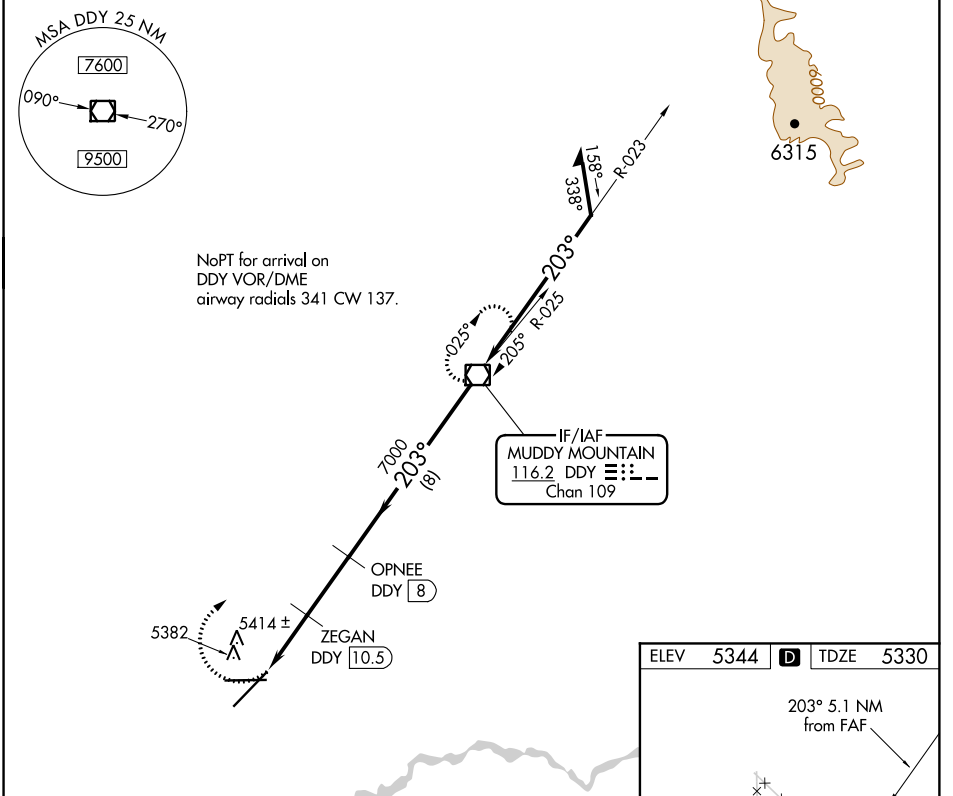 MSA DDY 25 NM
7600
090°
270°
9500
6000
6315
158°
338°
R-023
NoPT for arrival on
DDY VOR/DME
airway radials 341 CW 137.
203°
R-025
025°
205°
IF/IAF
MUDDY MOUNTAIN
116.2 DDY
Chan 109
7000
203°
(8)
OPNEE
DDY 8
5382
5414 ±
ZEGAN
DDY 10.5
ELEV 5344 D TDZE 5330
203° 5.1 NM
from FAF